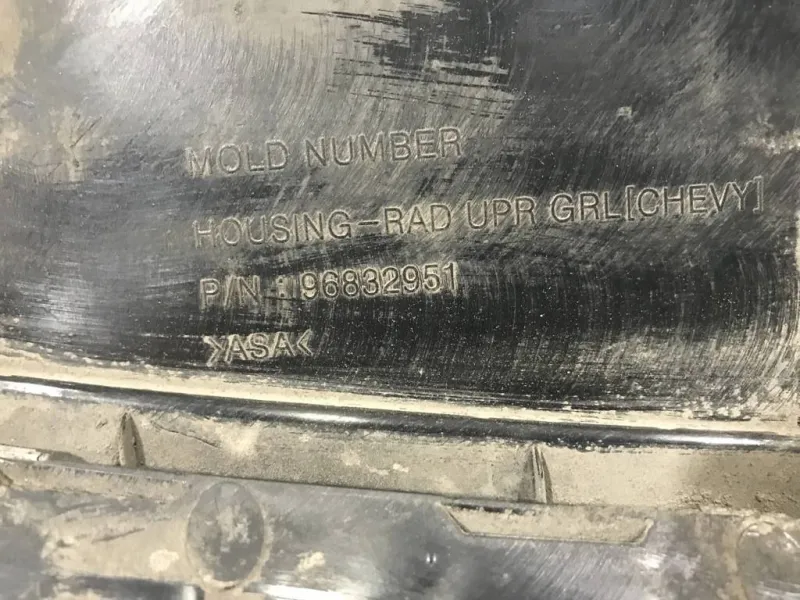 MOLD NUMBER
HOUSING-RAD UPR GRL[CHEVY]
P/N : 96832951
>ASA<